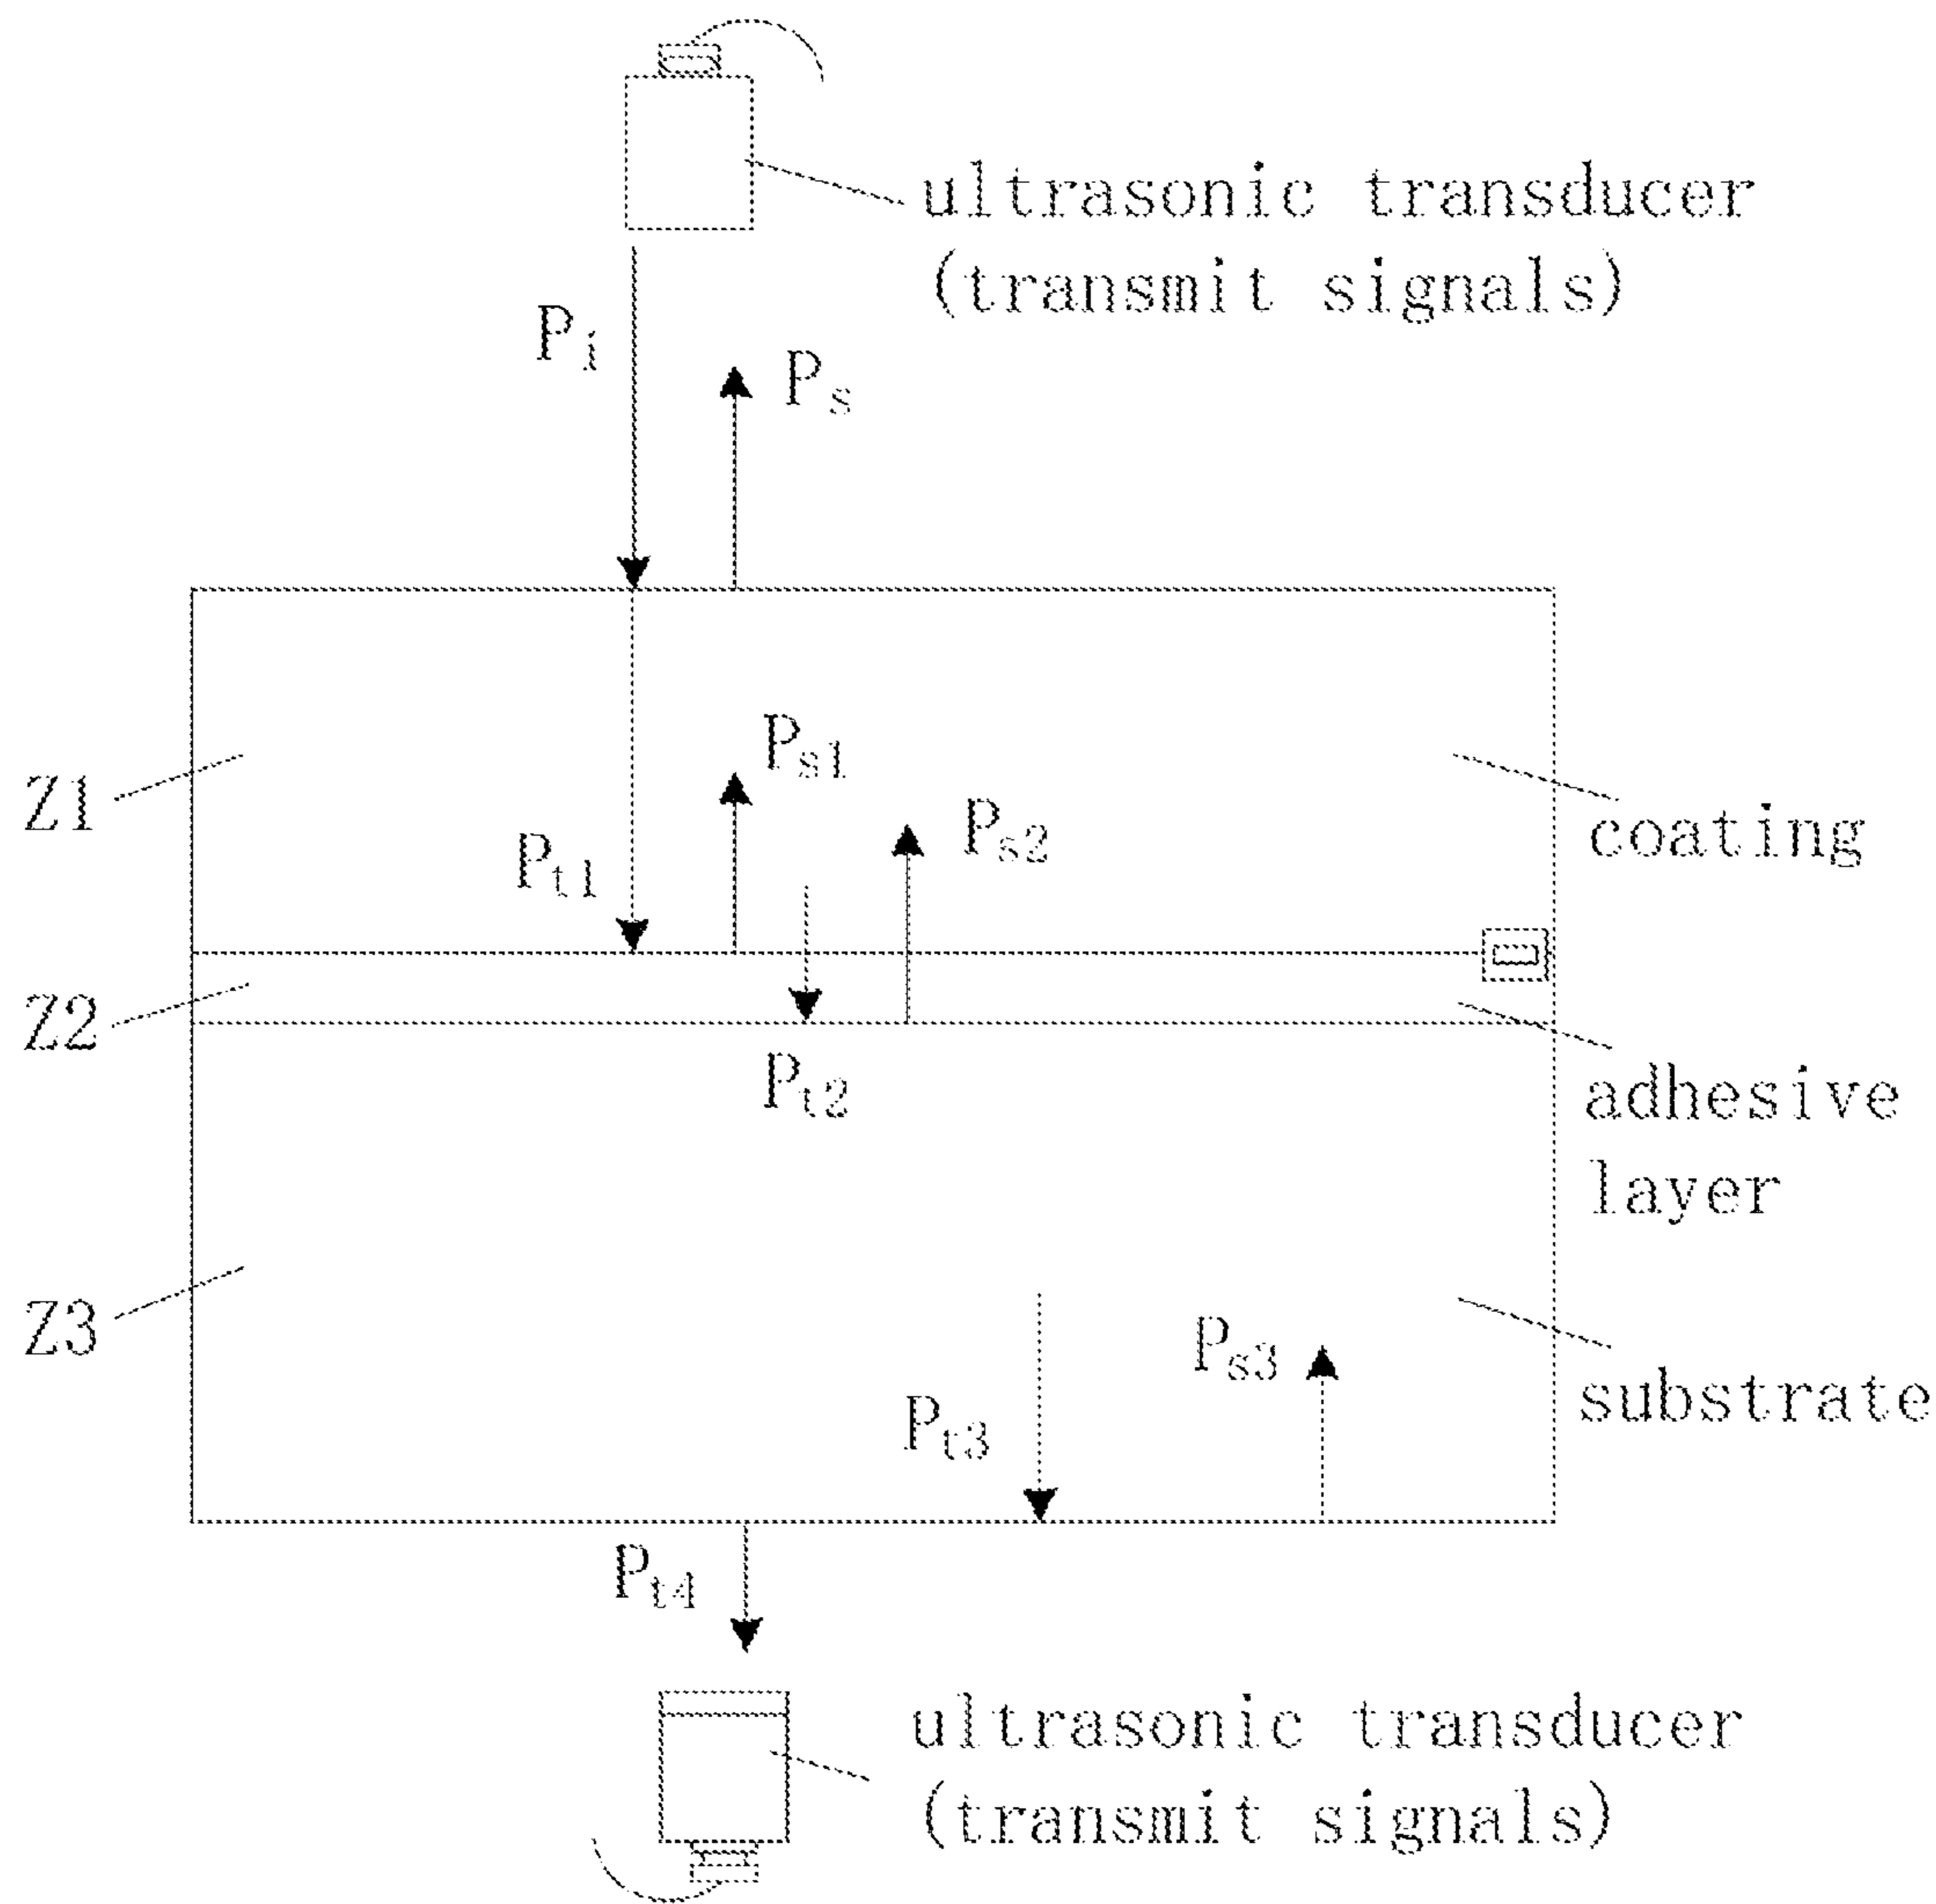 ultrasonic transducer
(transmit signals)
Pi
Ps
Ps1
Z1
Ps2
coating
Pt1
Z2
Pt2
adhesive
layer
Z3
Ps3
substrate
Pt3
Pt4
ultrasonic transducer
(transmit signals)